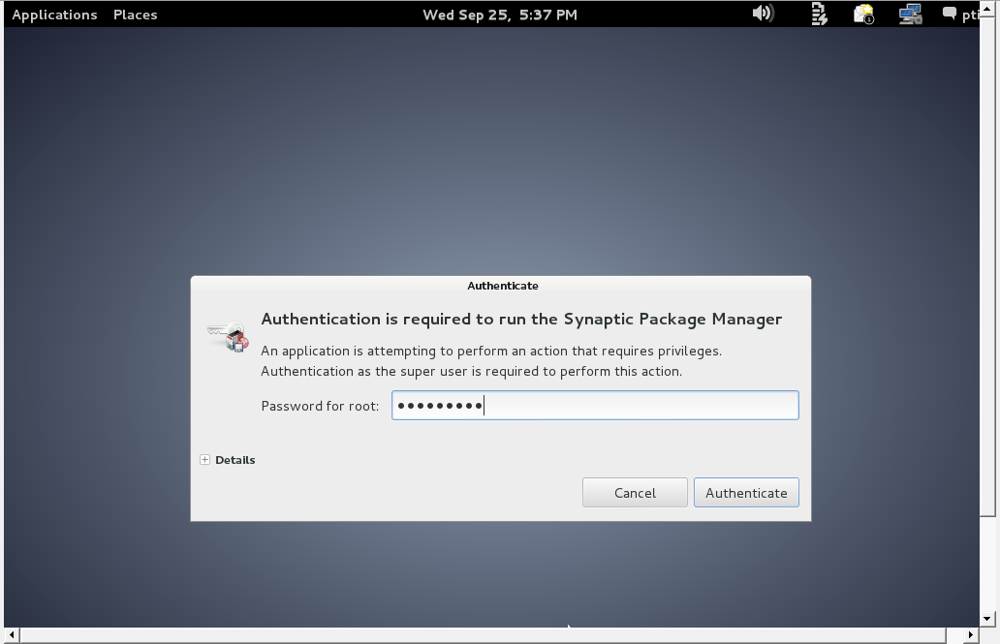 Applications Places Wed Sep 25, 5:37 PM
Authenticate
Authentication is required to run the Synaptic Package Manager
An application is attempting to perform an action that requires privileges.
Authentication as the super user is required to perform this action.
Password for root: •••••••••
Details
Cancel Authenticate